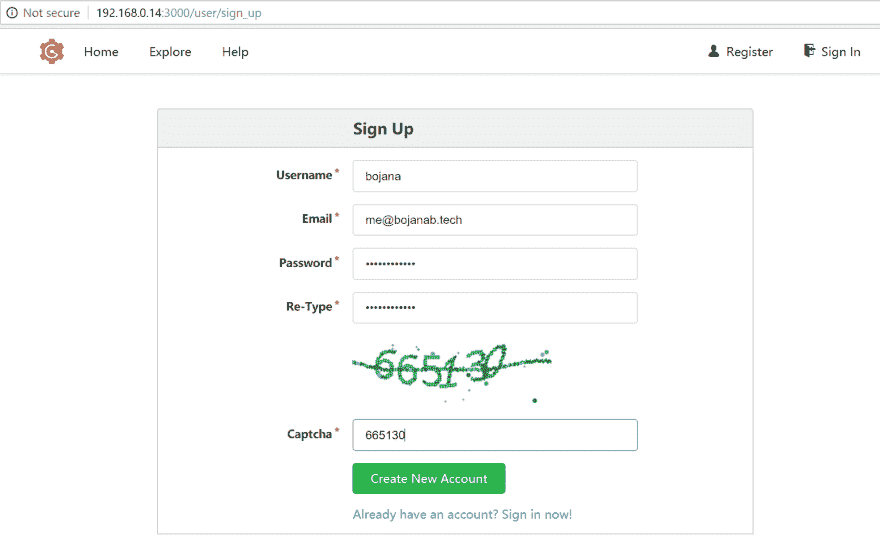 Not secure 192.168.0.14:3000/user/sign_up
Home Explore Help Register Sign In
Sign Up
Username *
bojana
Email *
me@bojanab.tech
Password *
••••••••••••
Re-Type *
••••••••••••
665130
Captcha *
665130
Create New Account
Already have an account? Sign in now!